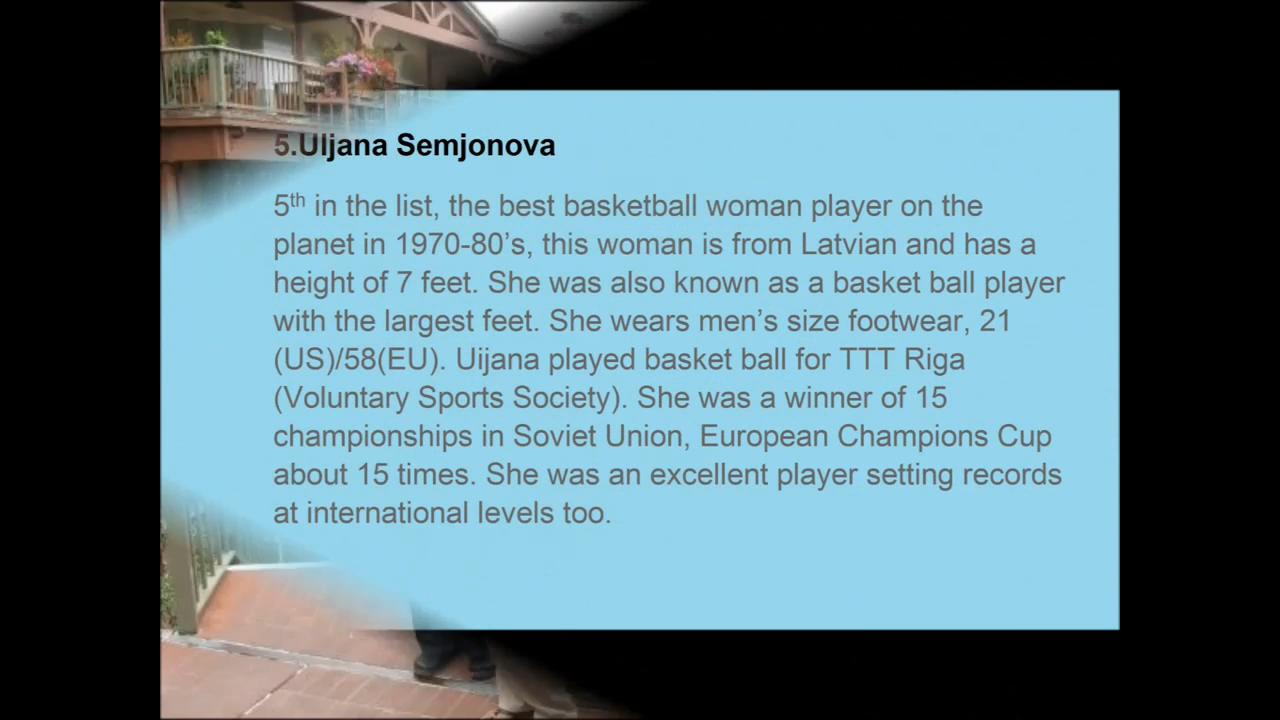 5.Uljana Semjonova
5th in the list, the best basketball woman player on the
planet in 1970-80’s, this woman is from Latvian and has a
height of 7 feet. She was also known as a basket ball player
with the largest feet. She wears men’s size footwear, 21
(US)/58(EU). Uijana played basket ball for TTT Riga
(Voluntary Sports Society). She was a winner of 15
championships in Soviet Union, European Champions Cup
about 15 times. She was an excellent player setting records
at international levels too.